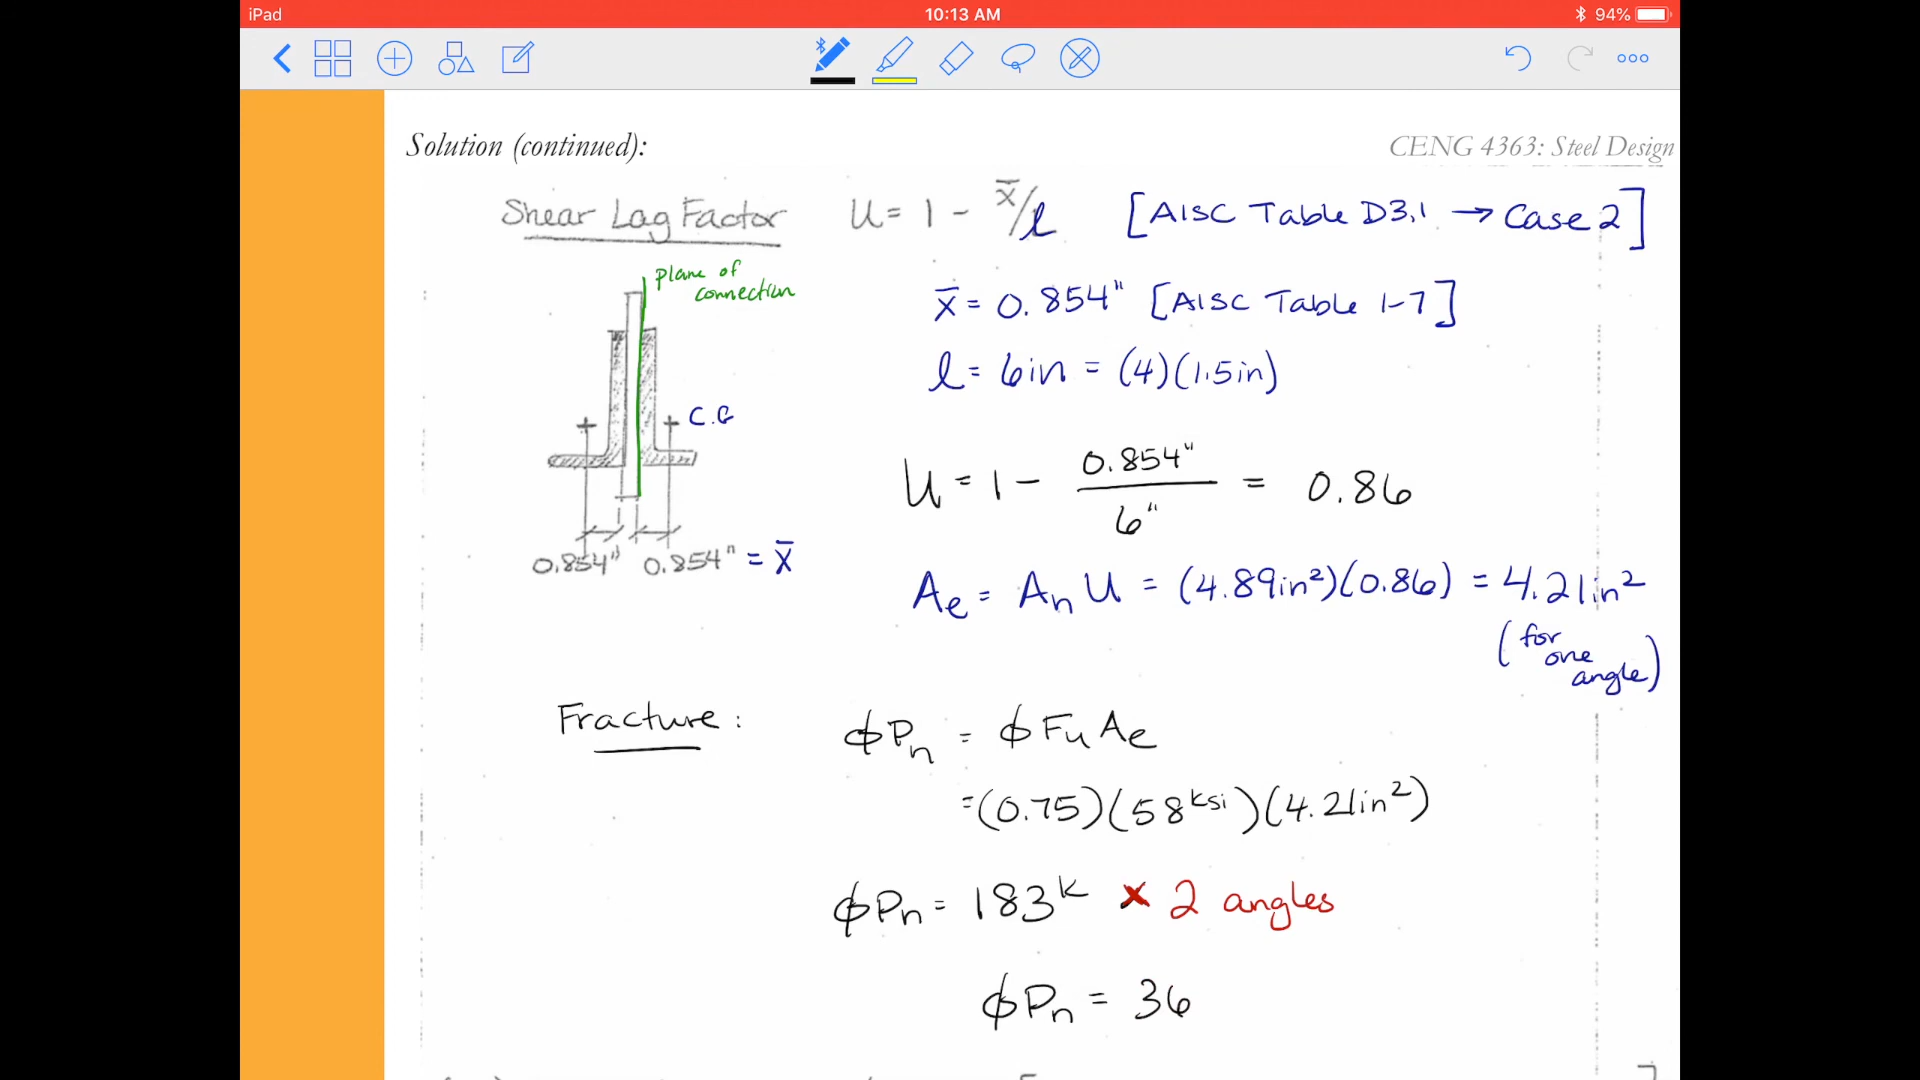 iPad
10:13 AM
94%
Solution (continued):
CENG 4363: Steel Design
Shear Lag Factor U = 1 - x̄/l [AISC Table D3.1 → Case 2]
plane of
connection
x̄ = 0.854" [AISC Table 1-7]
l = 6in = (4)(1.5in)
C.G
U = 1 - 0.854"/6" = 0.86
0.854" 0.854" = x̄
Ae = An U = (4.89in²)(0.86) = 4.21in²
(for
one
angle)
Fracture: ϕPn = ϕFuAe
=(0.75)(58ksi)(4.21in²)
ϕPn = 183k × 2 angles
ϕPn = 36